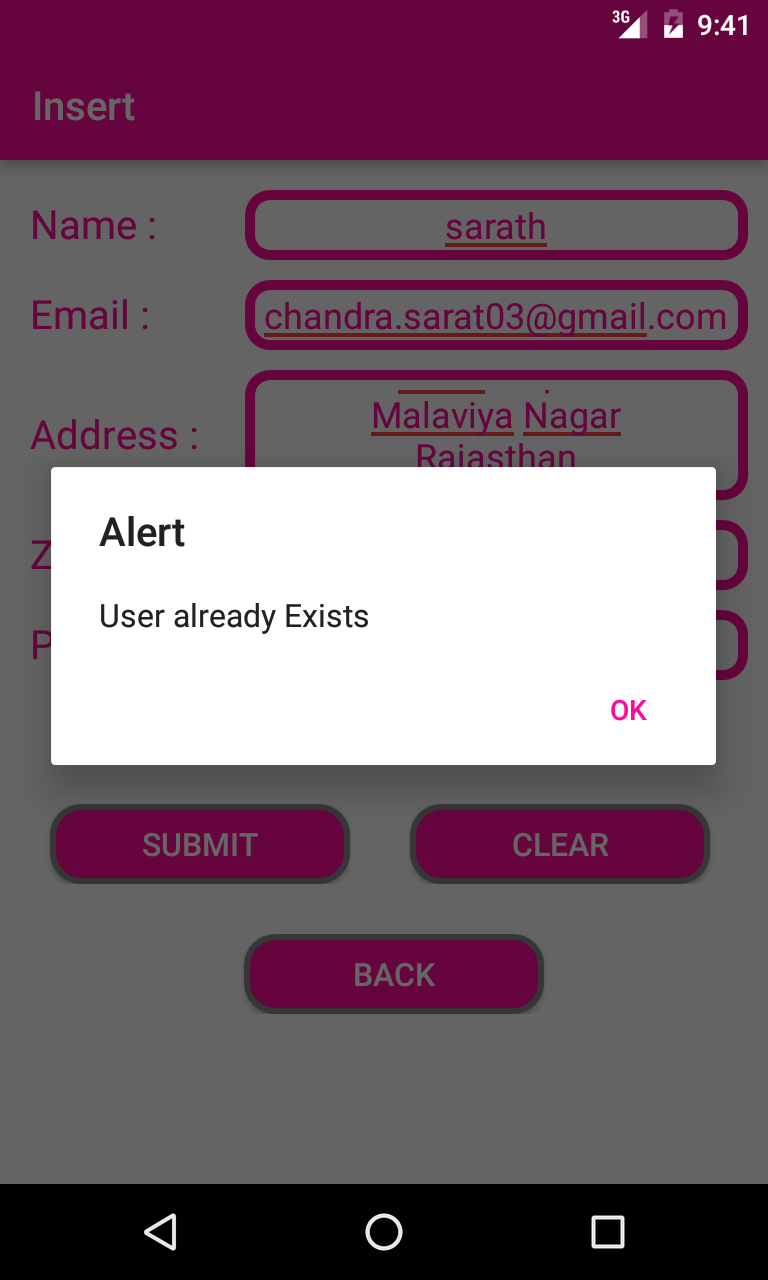 3G 9:41
Insert
Name : sarath
Email : chandra.sarat03@gmail.com
Address : Malaviya Nagar
Rajasthan
Z
P
Alert
User already Exists
OK
SUBMIT CLEAR
BACK